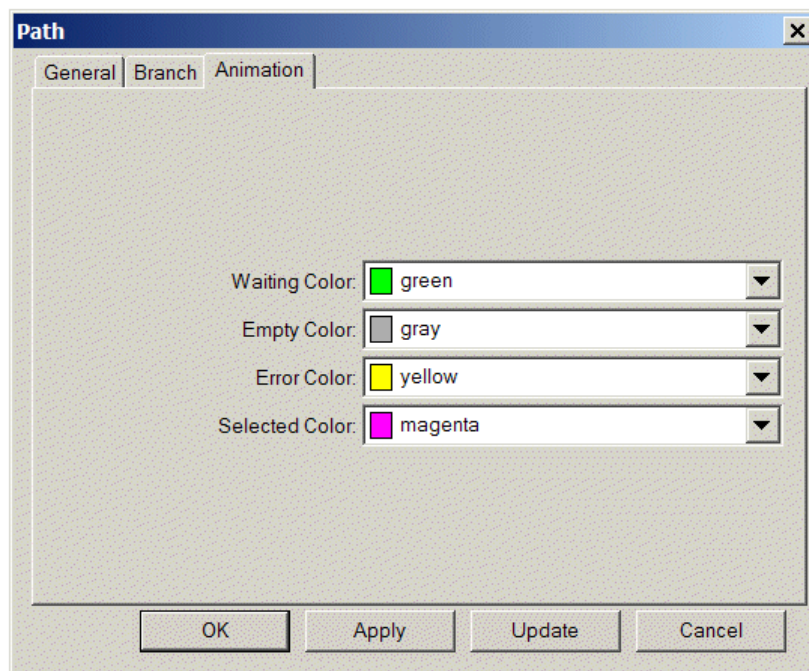 Path
General Branch Animation
Waiting Color: green
Empty Color: gray
Error Color: yellow
Selected Color: magenta
OK Apply Update Cancel